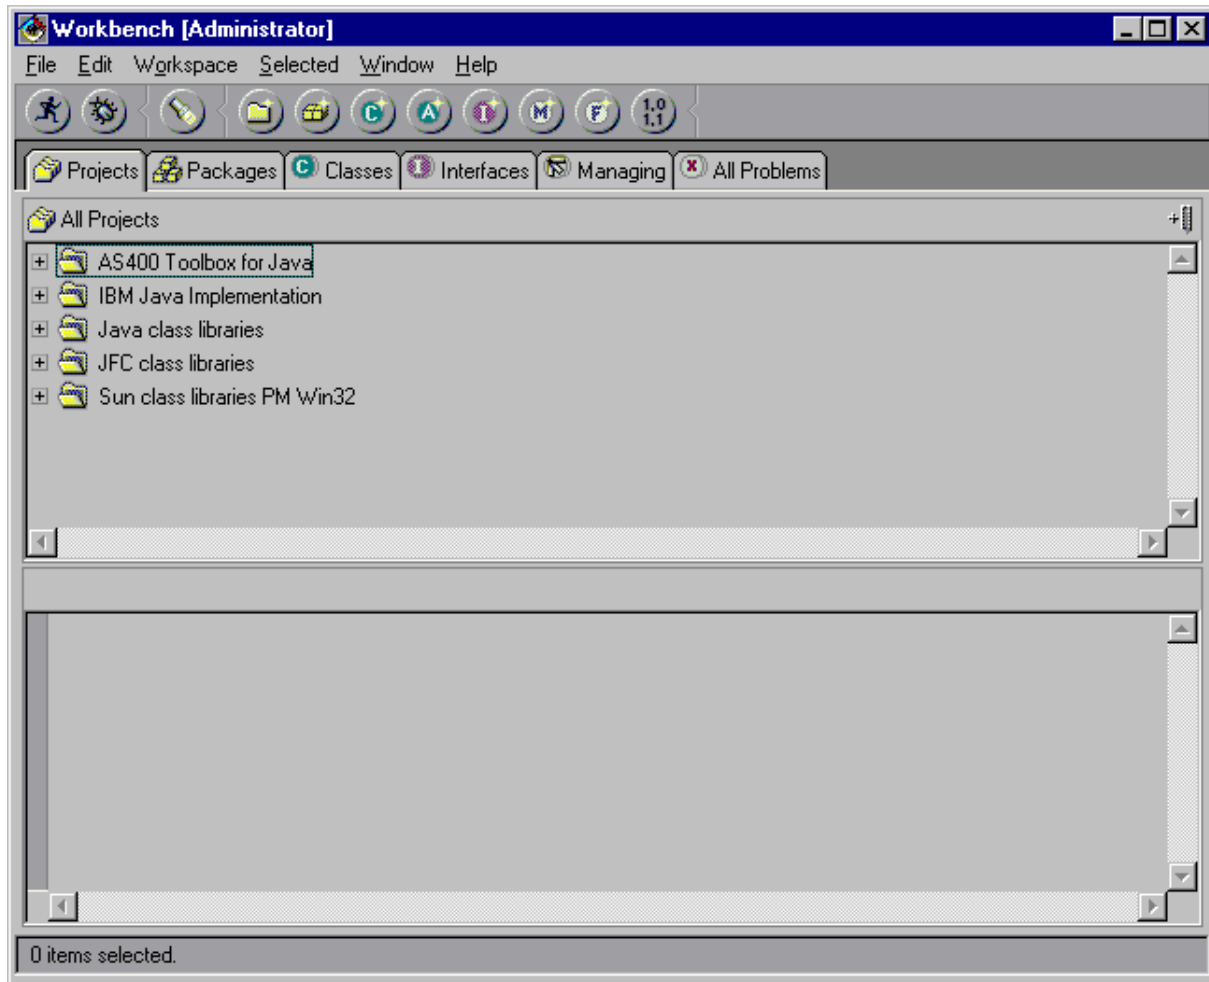 Workbench [Administrator]
File Edit Workspace Selected Window Help
C A I M F 1.0 1.1
Projects Packages C Classes I Interfaces Managing X All Problems
All Projects
AS400 Toolbox for Java
IBM Java Implementation
Java class libraries
JFC class libraries
Sun class libraries PM Win32
0 items selected.